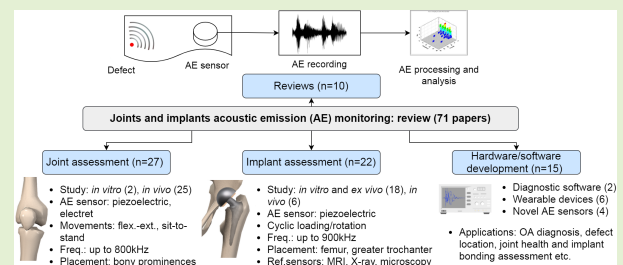 Defect
AE sensor
AE recording
AE processing and
analysis
Reviews (n=10)
Joints and implants acoustic emission (AE) monitoring: review (71 papers)
Joint assessment (n=27)
• Study: in vitro (2), in vivo (25)
• AE sensor: piezoelectric,
electret
• Movements: flex.-ext., sit-to-
stand
• Freq.: up to 800kHz
• Placement: bony prominences
Implant assessment (n=22)
• Study: in vitro and ex vivo (18), in
vivo (6)
• AE sensor: piezoelectric
• Cyclic loading/rotation
• Freq.: up to 900kHz
• Placement: femur, greater trochanter
• Ref.sensors: MRI, X-ray, microscopy
Hardware/software
development (n=15)
• Diagnostic software (2)
• Wearable devices (6)
• Novel AE sensors (4)
• Applications: OA diagnosis, defect
location, joint health and implant
bonding assessment etc.